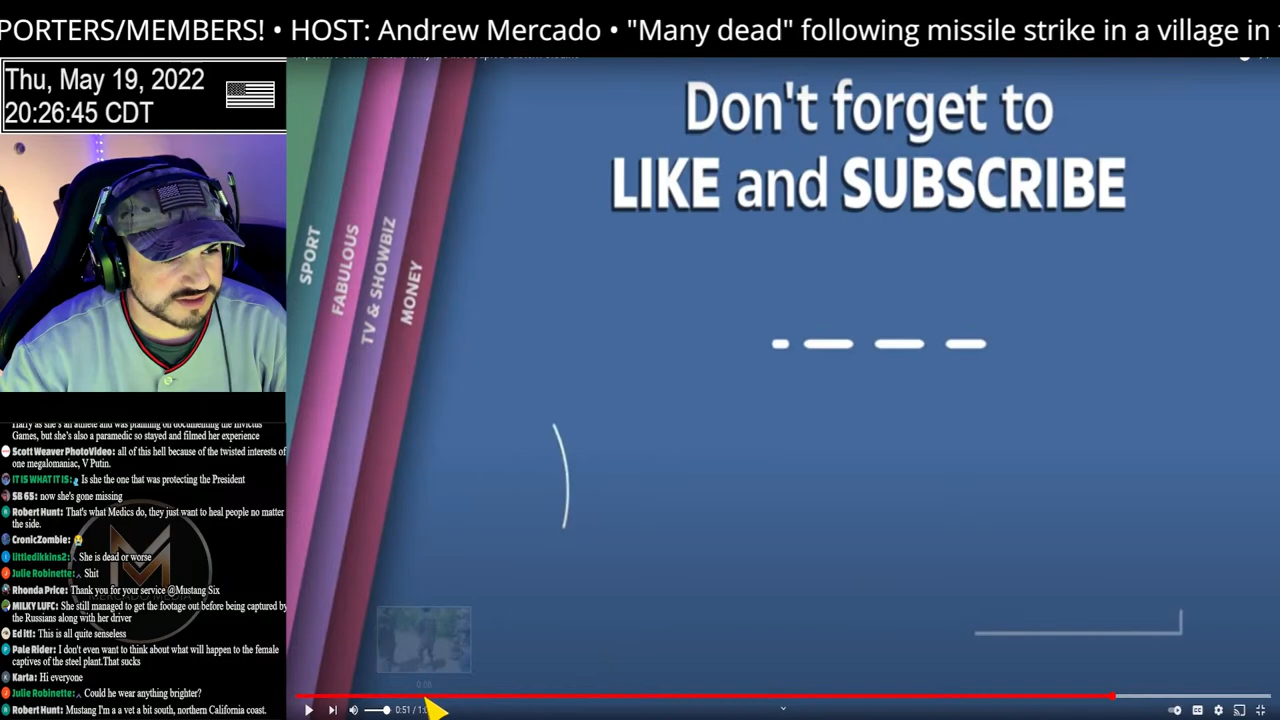 PORTERS/MEMBERS! • HOST: Andrew Mercado • "Many dead" following missile strike in a village in
Thu, May 19, 2022
20:26:45 CDT
Don't forget to
LIKE and SUBSCRIBE
SPORT
FABULOUS
TV & SHOWBIZ
MONEY
Harry as she's an athlete and was planning on documenting the Invictus
Games, but she's also a paramedic so stayed and filmed her experience
Scott Weaver PhotoVideo: all of this hell because of the twisted interests of
one megalomaniac, V Putin.
IT IS WHAT IT IS: Is she the one that was protecting the President
SB 65: now she's gone missing
Robert Hunt: That's what Medics do, they just want to heal people no matter
the side.
CronicZombie: 😢
littledikkins2: She is dead or worse
Julie Robinette: Shit
Rhonda Price: Thank you for your service @Mustang Six
MILKY LUFC: She still managed to get the footage out before being captured by
the Russians along with her driver
Ed It!: This is all quite senseless
Pale Rider: I don't even want to think about what will happen to the female
captives of the steel plant.That sucks
Karta: Hi everyone
Julie Robinette: Could he wear anything brighter?
Robert Hunt: Mustang I'm a a vet a bit south, northern California coast.
MERCADO MEDIA
0:08
0:51 / 1:0